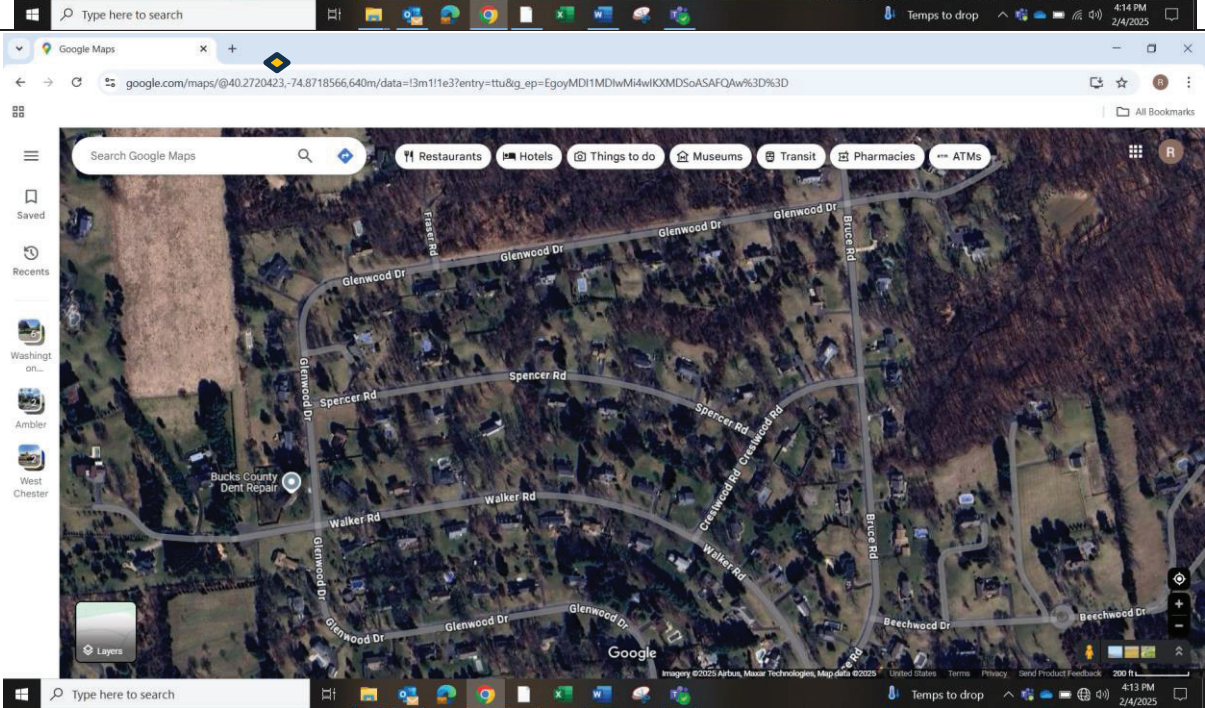 Type here to search
Temps to drop
4:14 PM
2/4/2025
Google Maps
google.com/maps/@40.2720423,-74.8718566,640m/data=!3m1!1e3?entry=ttu&g_ep=EgoyMDI1MDIwMi4wIKXMDSoASAFQAw%3D%3D
All Bookmarks
Search Google Maps
Restaurants
Hotels
Things to do
Museums
Transit
Pharmacies
ATMs
R
R
Saved
Recents
Washingt
on...
Ambler
West
Chester
Fraser Rd
Glenwood Dr
Glenwood Dr
Glenwood Dr
Glenwood Dr
Bruce Rd
Glenwood Dr
Spencer Rd
Spencer Rd
Spencer Rd
Crestwood Rd
Crestwood Rd
Bucks County
Dent Repair
Walker Rd
Walker Rd
Walker Rd
Bruce Rd
Glenwood Dr
Glenwood Dr
Glenwood Dr
Glenwood Dr
Beechwood Dr
Beechwood Dr
Layers
Google
Imagery ©2025 Airbus, Maxar Technologies, Map data ©2025
United States
Terms
Privacy
Send Product Feedback
200 ft
Type here to search
Temps to drop
4:13 PM
2/4/2025